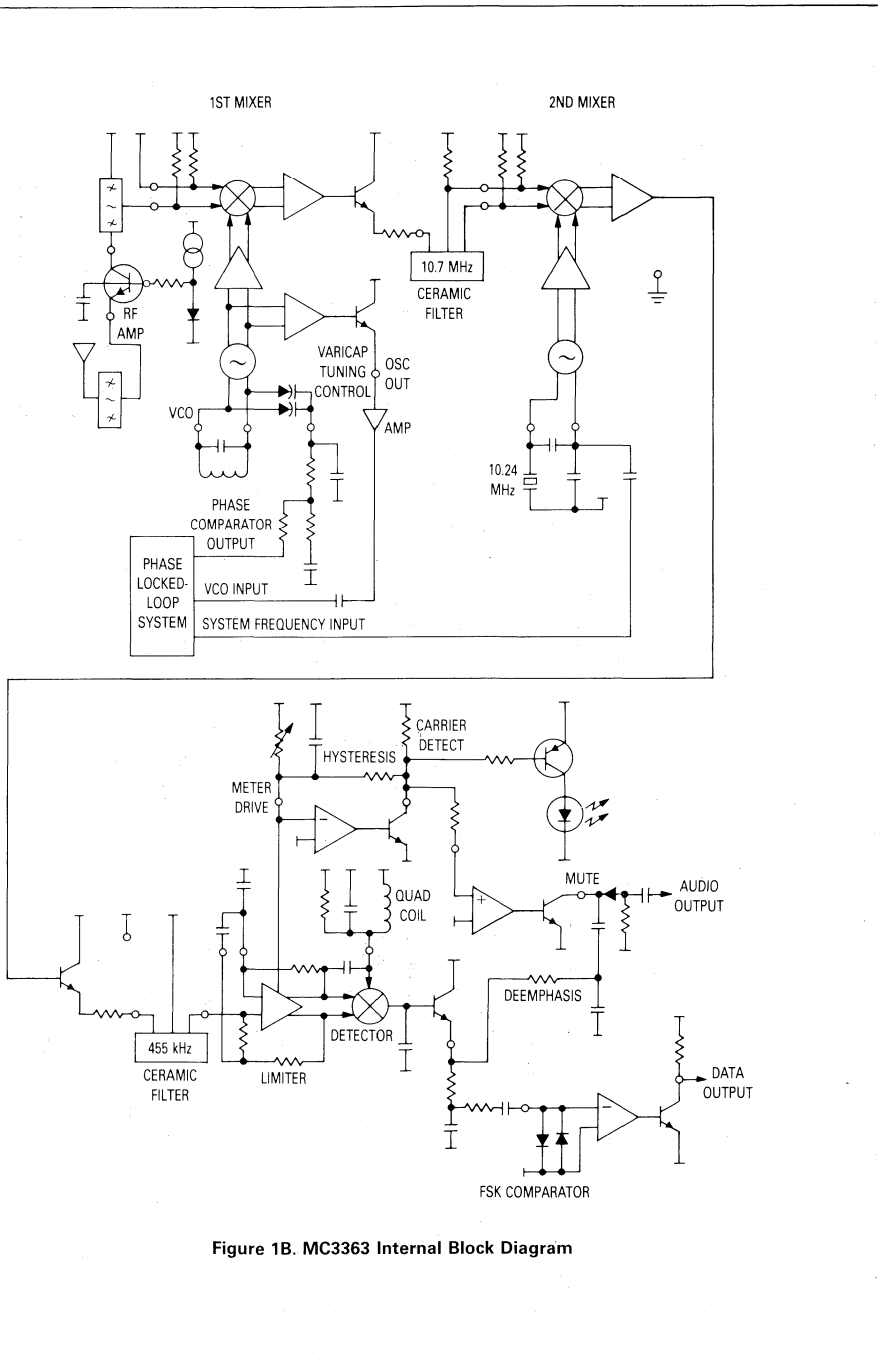 1ST MIXER
2ND MIXER
10.7 MHz
CERAMIC
FILTER
RF
AMP
VARICAP
TUNING
CONTROL
OSC
OUT
VCO
AMP
10.24
MHz
PHASE
COMPARATOR
OUTPUT
PHASE
LOCKED-
LOOP
SYSTEM
VCO INPUT
SYSTEM FREQUENCY INPUT
CARRIER
DETECT
HYSTERESIS
METER
DRIVE
−
QUAD
COIL
MUTE
+
AUDIO
OUTPUT
DEEMPHASIS
DETECTOR
455 kHz
CERAMIC
FILTER
LIMITER
DATA
OUTPUT
−
FSK COMPARATOR
Figure 1B. MC3363 Internal Block Diagram